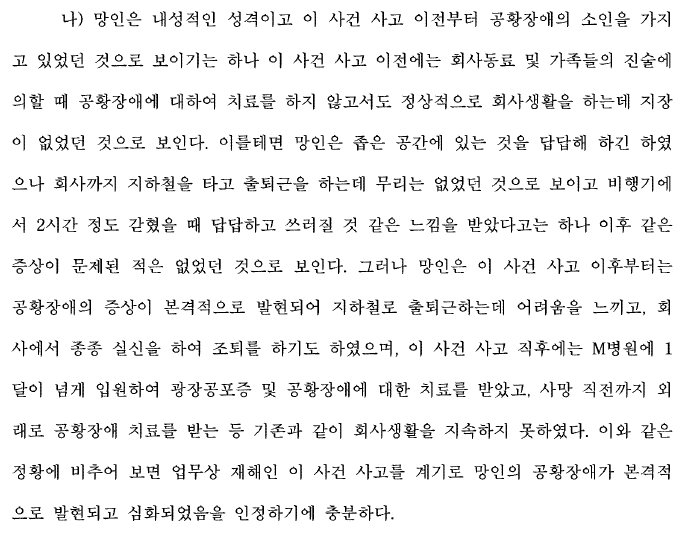 나) 망인은 내성적인 성격이고 이 사건 사고 이전부터 공황장애의 소인을 가지
고 있었던 것으로 보이기는 하나 이 사건 사고 이전에는 회사동료 및 가족들의 진술에
의할 때 공황장애에 대하여 치료를 하지 않고서도 정상적으로 회사생활을 하는데 지장
이 없었던 것으로 보인다. 이를테면 망인은 좁은 공간에 있는 것을 답답해 하긴 하였
으나 회사까지 지하철을 타고 출퇴근을 하는데 무리는 없었던 것으로 보이고 비행기에
서 2시간 정도 갇혔을 때 답답하고 쓰러질 것 같은 느낌을 받았다고는 하나 이후 같은
증상이 문제된 적은 없었던 것으로 보인다. 그러나 망인은 이 사건 사고 이후부터는
공황장애의 증상이 본격적으로 발현되어 지하철로 출퇴근하는데 어려움을 느끼고, 회
사에서 종종 실신을 하여 조퇴를 하기도 하였으며, 이 사건 사고 직후에는 M병원에 1
달이 넘게 입원하여 광장공포증 및 공황장애에 대한 치료를 받았고, 사망 직전까지 외
래로 공황장애 치료를 받는 등 기존과 같이 회사생활을 지속하지 못하였다. 이와 같은
정황에 비추어 보면 업무상 재해인 이 사건 사고를 계기로 망인의 공황장애가 본격적
으로 발현되고 심화되었음을 인정하기에 충분하다.